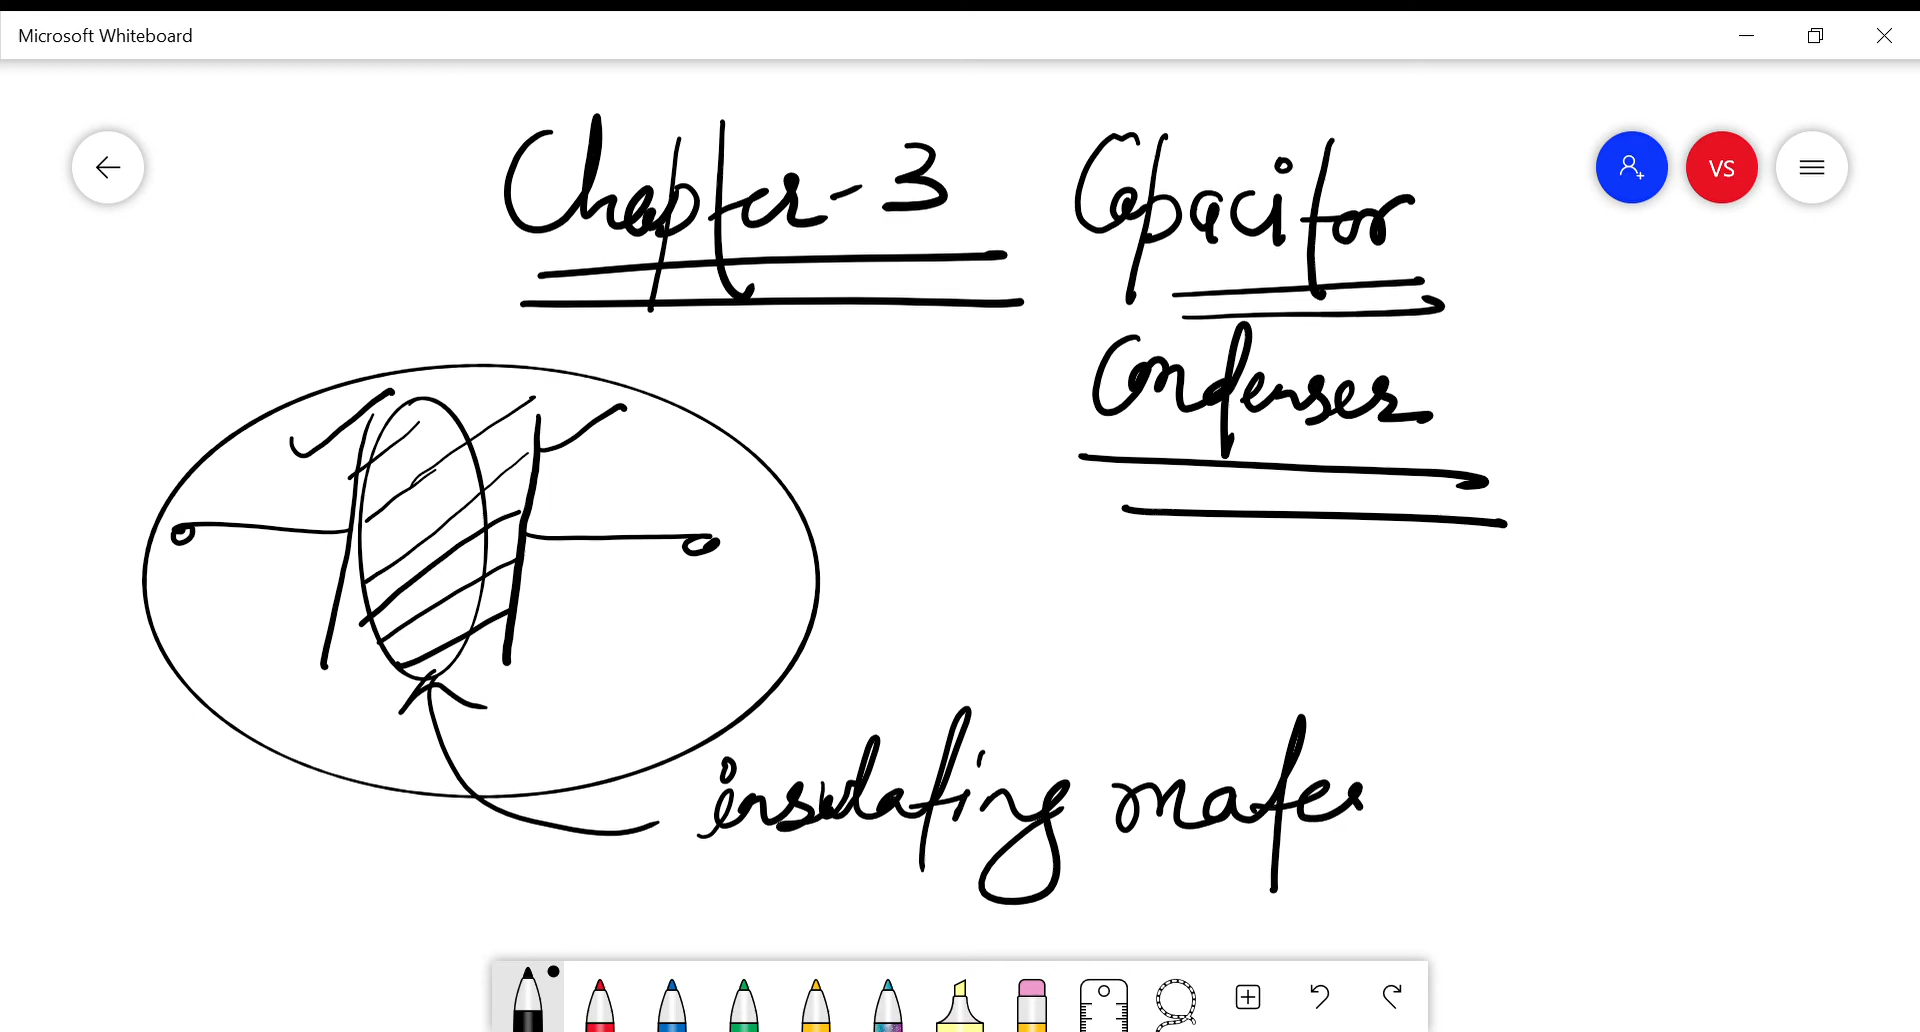 Microsoft Whiteboard
Chapter-3 Capacitor
VS
Condenser
insulating mater